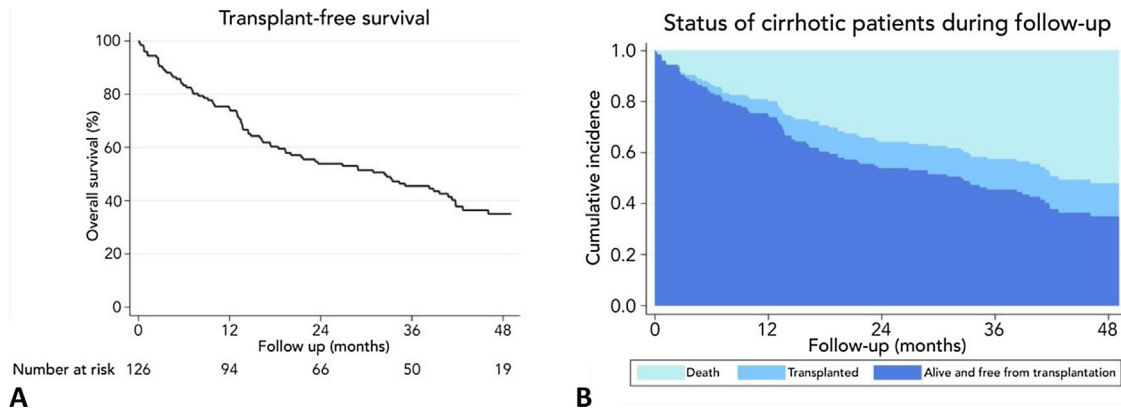 Transplant-free survival
100
80
60
40
20
0
Overall survival (%)
0 12 24 36 48
Follow up (months)
Number at risk 126 94 66 50 19
A
Status of cirrhotic patients during follow-up
1.0
0.8
0.6
0.4
0.2
0.0
Cumulative incidence
0 12 24 36 48
Follow-up (months)
Death Transplanted Alive and free from transplantation
B